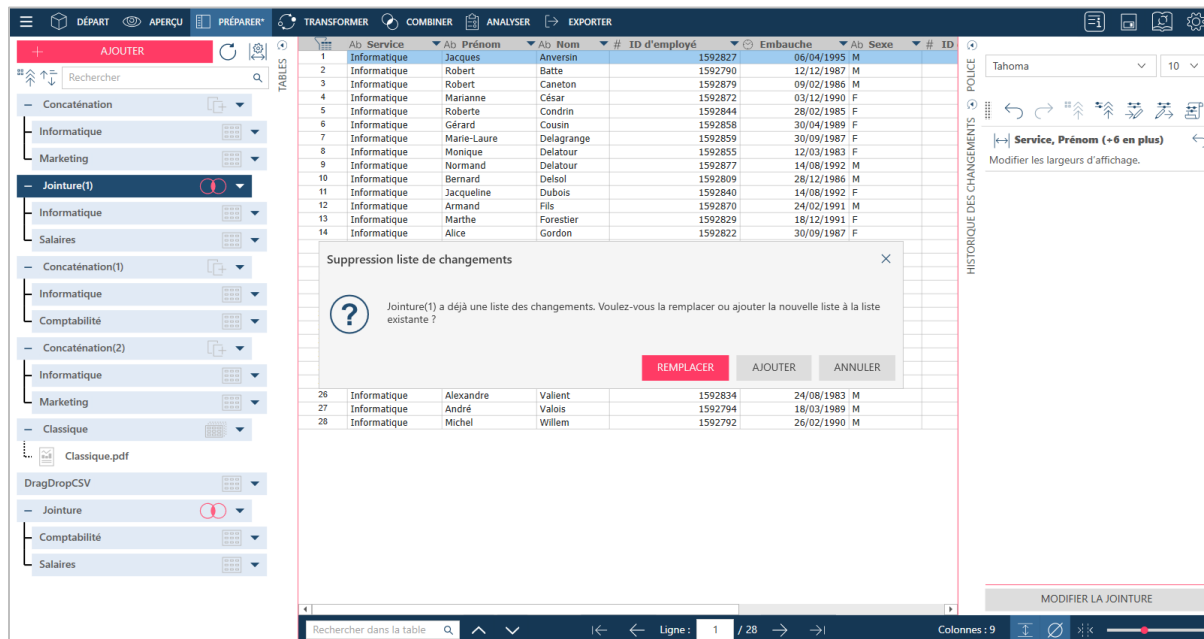 DÉPART APERÇU PRÉPARER* TRANSFORMER COMBINER ANALYSER EXPORTER
+ AJOUTER
Rechercher
− Concaténation
Informatique
Marketing
− Jointure(1)
Informatique
Salaires
− Concaténation(1)
Informatique
Comptabilité
− Concaténation(2)
Informatique
Marketing
− Classique
Classique.pdf
DragDropCSV
− Jointure
Comptabilité
Salaires
TABLES
Ab Service Ab Prénom Ab Nom # ID d'employé Embauche Ab Sexe # ID
1 Informatique Jacques Anversin 1592827 06/04/1995 M
2 Informatique Robert Batte 1592790 12/12/1987 M
3 Informatique Robert Caneton 1592879 09/02/1986 M
4 Informatique Marianne César 1592872 03/12/1990 F
5 Informatique Roberte Condrin 1592844 28/02/1985 F
6 Informatique Gérard Cousin 1592858 30/04/1989 F
7 Informatique Marie-Laure Delagrange 1592859 30/09/1987 F
8 Informatique Monique Delatour 1592855 12/03/1983 F
9 Informatique Normand Delatour 1592877 14/08/1992 M
10 Informatique Bernard Delsol 1592809 28/12/1986 M
11 Informatique Jacqueline Dubois 1592840 14/08/1992 F
12 Informatique Armand Fils 1592870 24/02/1991 M
13 Informatique Marthe Forestier 1592829 18/12/1991 F
14 Informatique Alice Gordon 1592822 30/09/1987 F
Suppression liste de changements
Jointure(1) a déjà une liste des changements. Voulez-vous la remplacer ou ajouter la nouvelle liste à la liste
existante ?
REMPLACER AJOUTER ANNULER
26 Informatique Alexandre Valient 1592834 24/08/1983 M
27 Informatique André Valois 1592794 18/03/1989 M
28 Informatique Michel Willem 1592792 26/02/1990 M
Rechercher dans la table Ligne : 1 / 28 Colonnes : 9
POLICE
Tahoma 10
HISTORIQUE DES CHANGEMENTS
Service, Prénom (+6 en plus)
Modifier les largeurs d'affichage.
MODIFIER LA JOINTURE